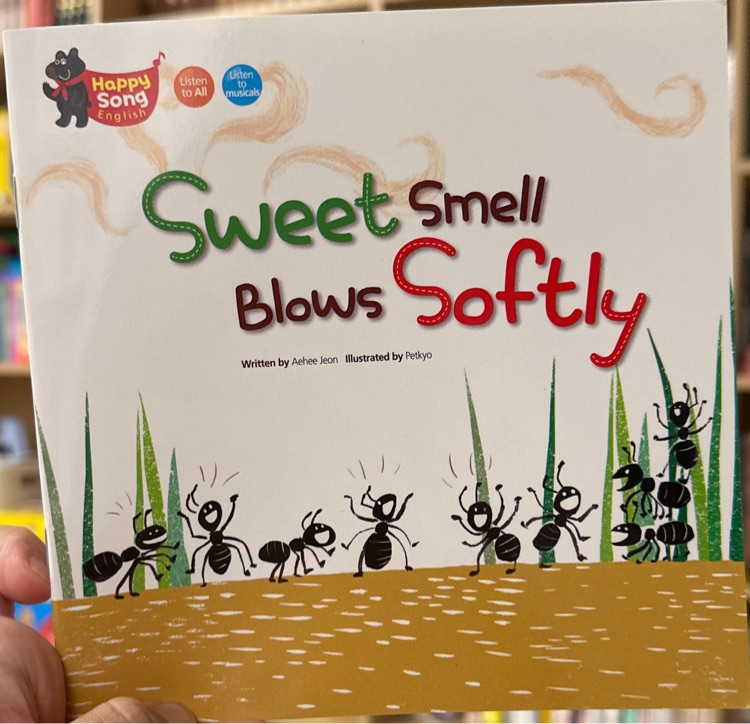 Happy
Song
English
Listen
to All
Listen
to
musicals
Sweet Smell
Blows Softly
Written by Aehee Jeon Illustrated by Petkyo